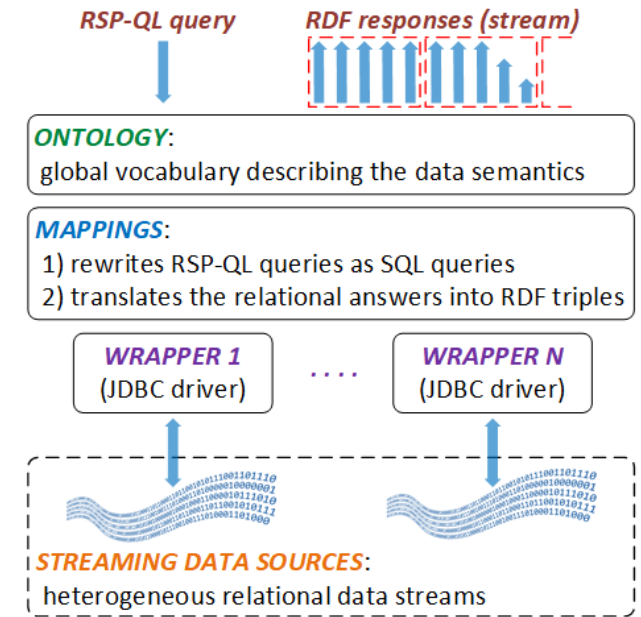 RSP-QL query
RDF responses (stream)
ONTOLOGY:
global vocabulary describing the data semantics
MAPPINGS:
1) rewrites RSP-QL queries as SQL queries
2) translates the relational answers into RDF triples
WRAPPER 1
(JDBC driver)
. . . .
WRAPPER N
(JDBC driver)
STREAMING DATA SOURCES:
heterogeneous relational data streams